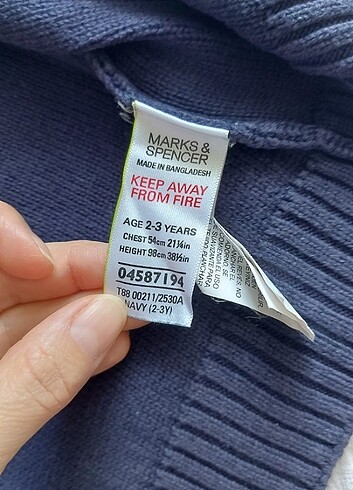 MARKS &
SPENCER
MADE IN BANGLADESH
KEEP AWAY
FROM FIRE
AGE 2-3 YEARS
CHEST 54cm 21¼in
HEIGHT 98cm 38½in
04587194
T88 00211/2530A
NAVY (2-3Y)